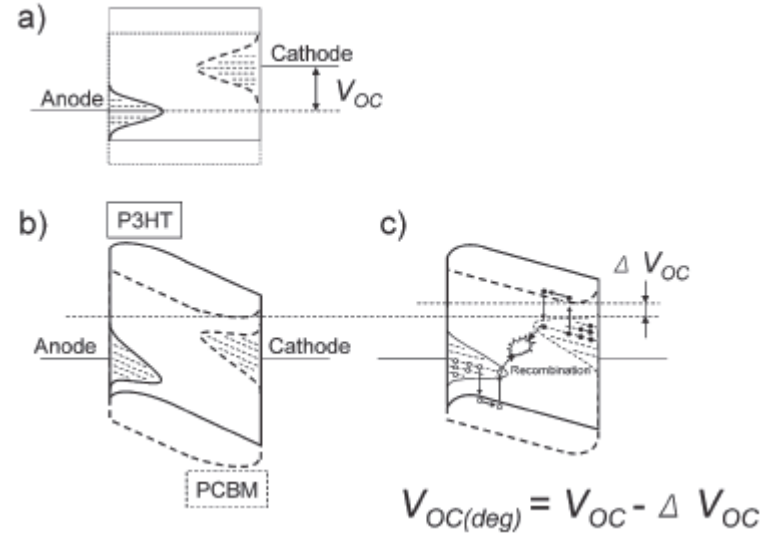 a)
Cathode
Anode
V_OC
b)
P3HT
c)
Δ V_OC
Anode
Cathode
Recombination
PCBM
V_OC(deg) = V_OC - Δ V_OC